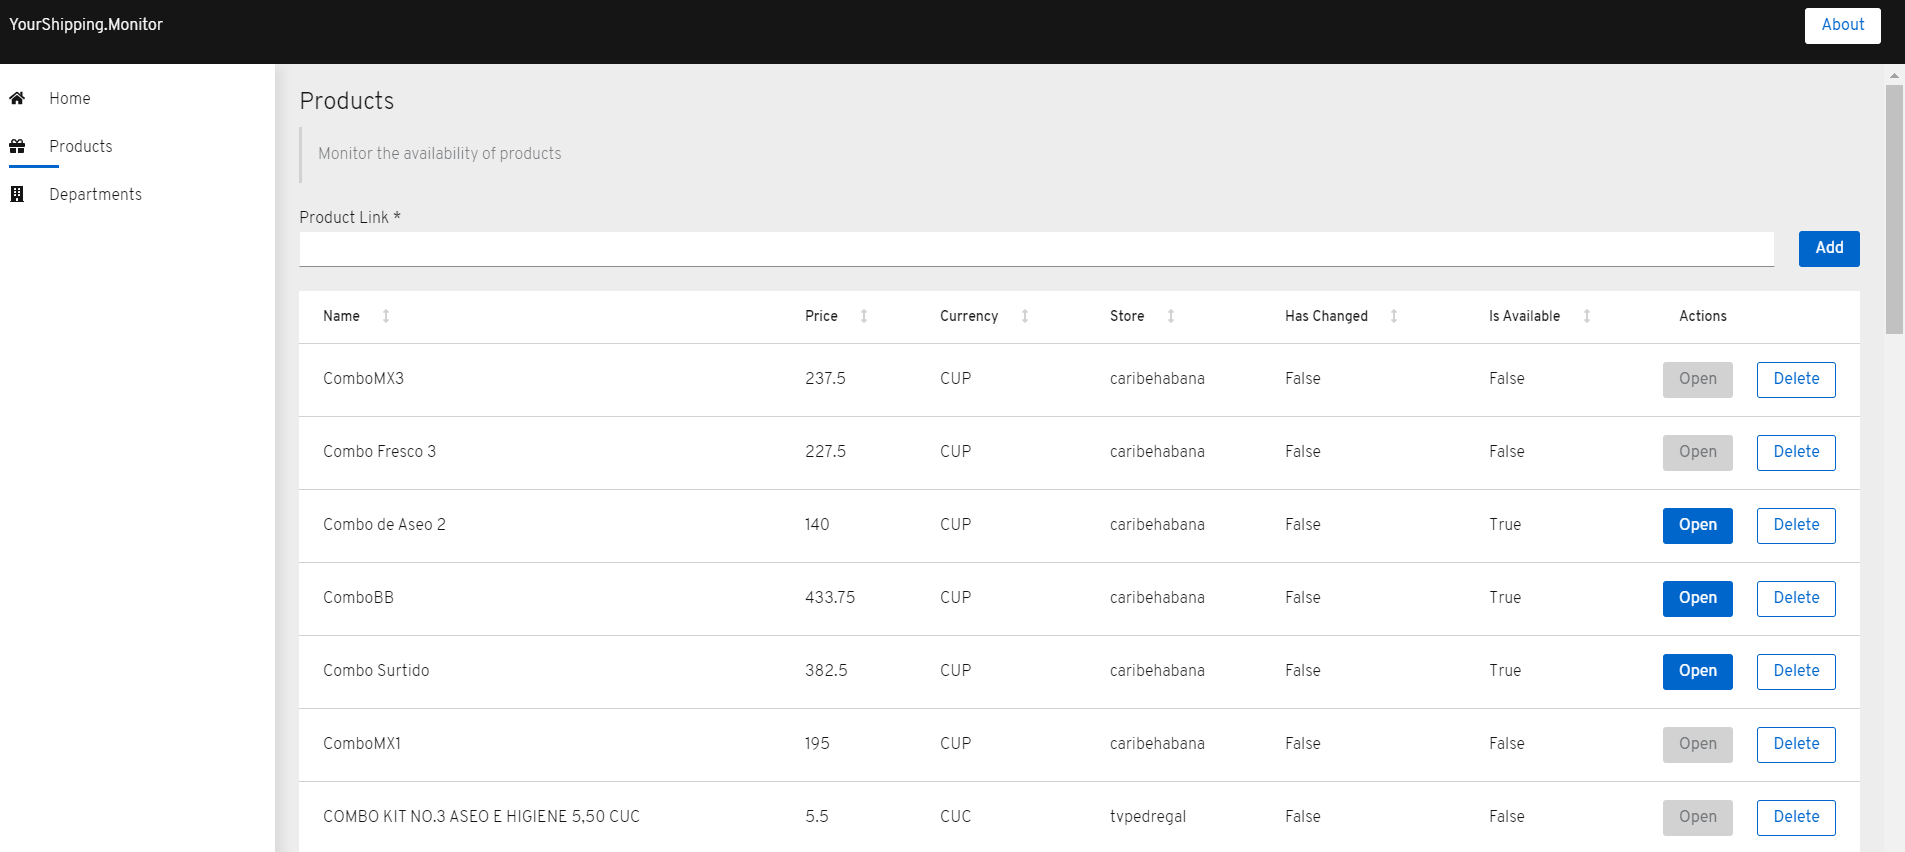 YourShipping.Monitor About
Home
Products
Departments
Products
Monitor the availability of products
Product Link *
Add
Name Price Currency Store Has Changed Is Available Actions
ComboMX3 237.5 CUP caribehabana False False Open Delete
Combo Fresco 3 227.5 CUP caribehabana False False Open Delete
Combo de Aseo 2 140 CUP caribehabana False True Open Delete
ComboBB 433.75 CUP caribehabana False True Open Delete
Combo Surtido 382.5 CUP caribehabana False True Open Delete
ComboMX1 195 CUP caribehabana False False Open Delete
COMBO KIT NO.3 ASEO E HIGIENE 5,50 CUC 5.5 CUC tvpedregal False False Open Delete